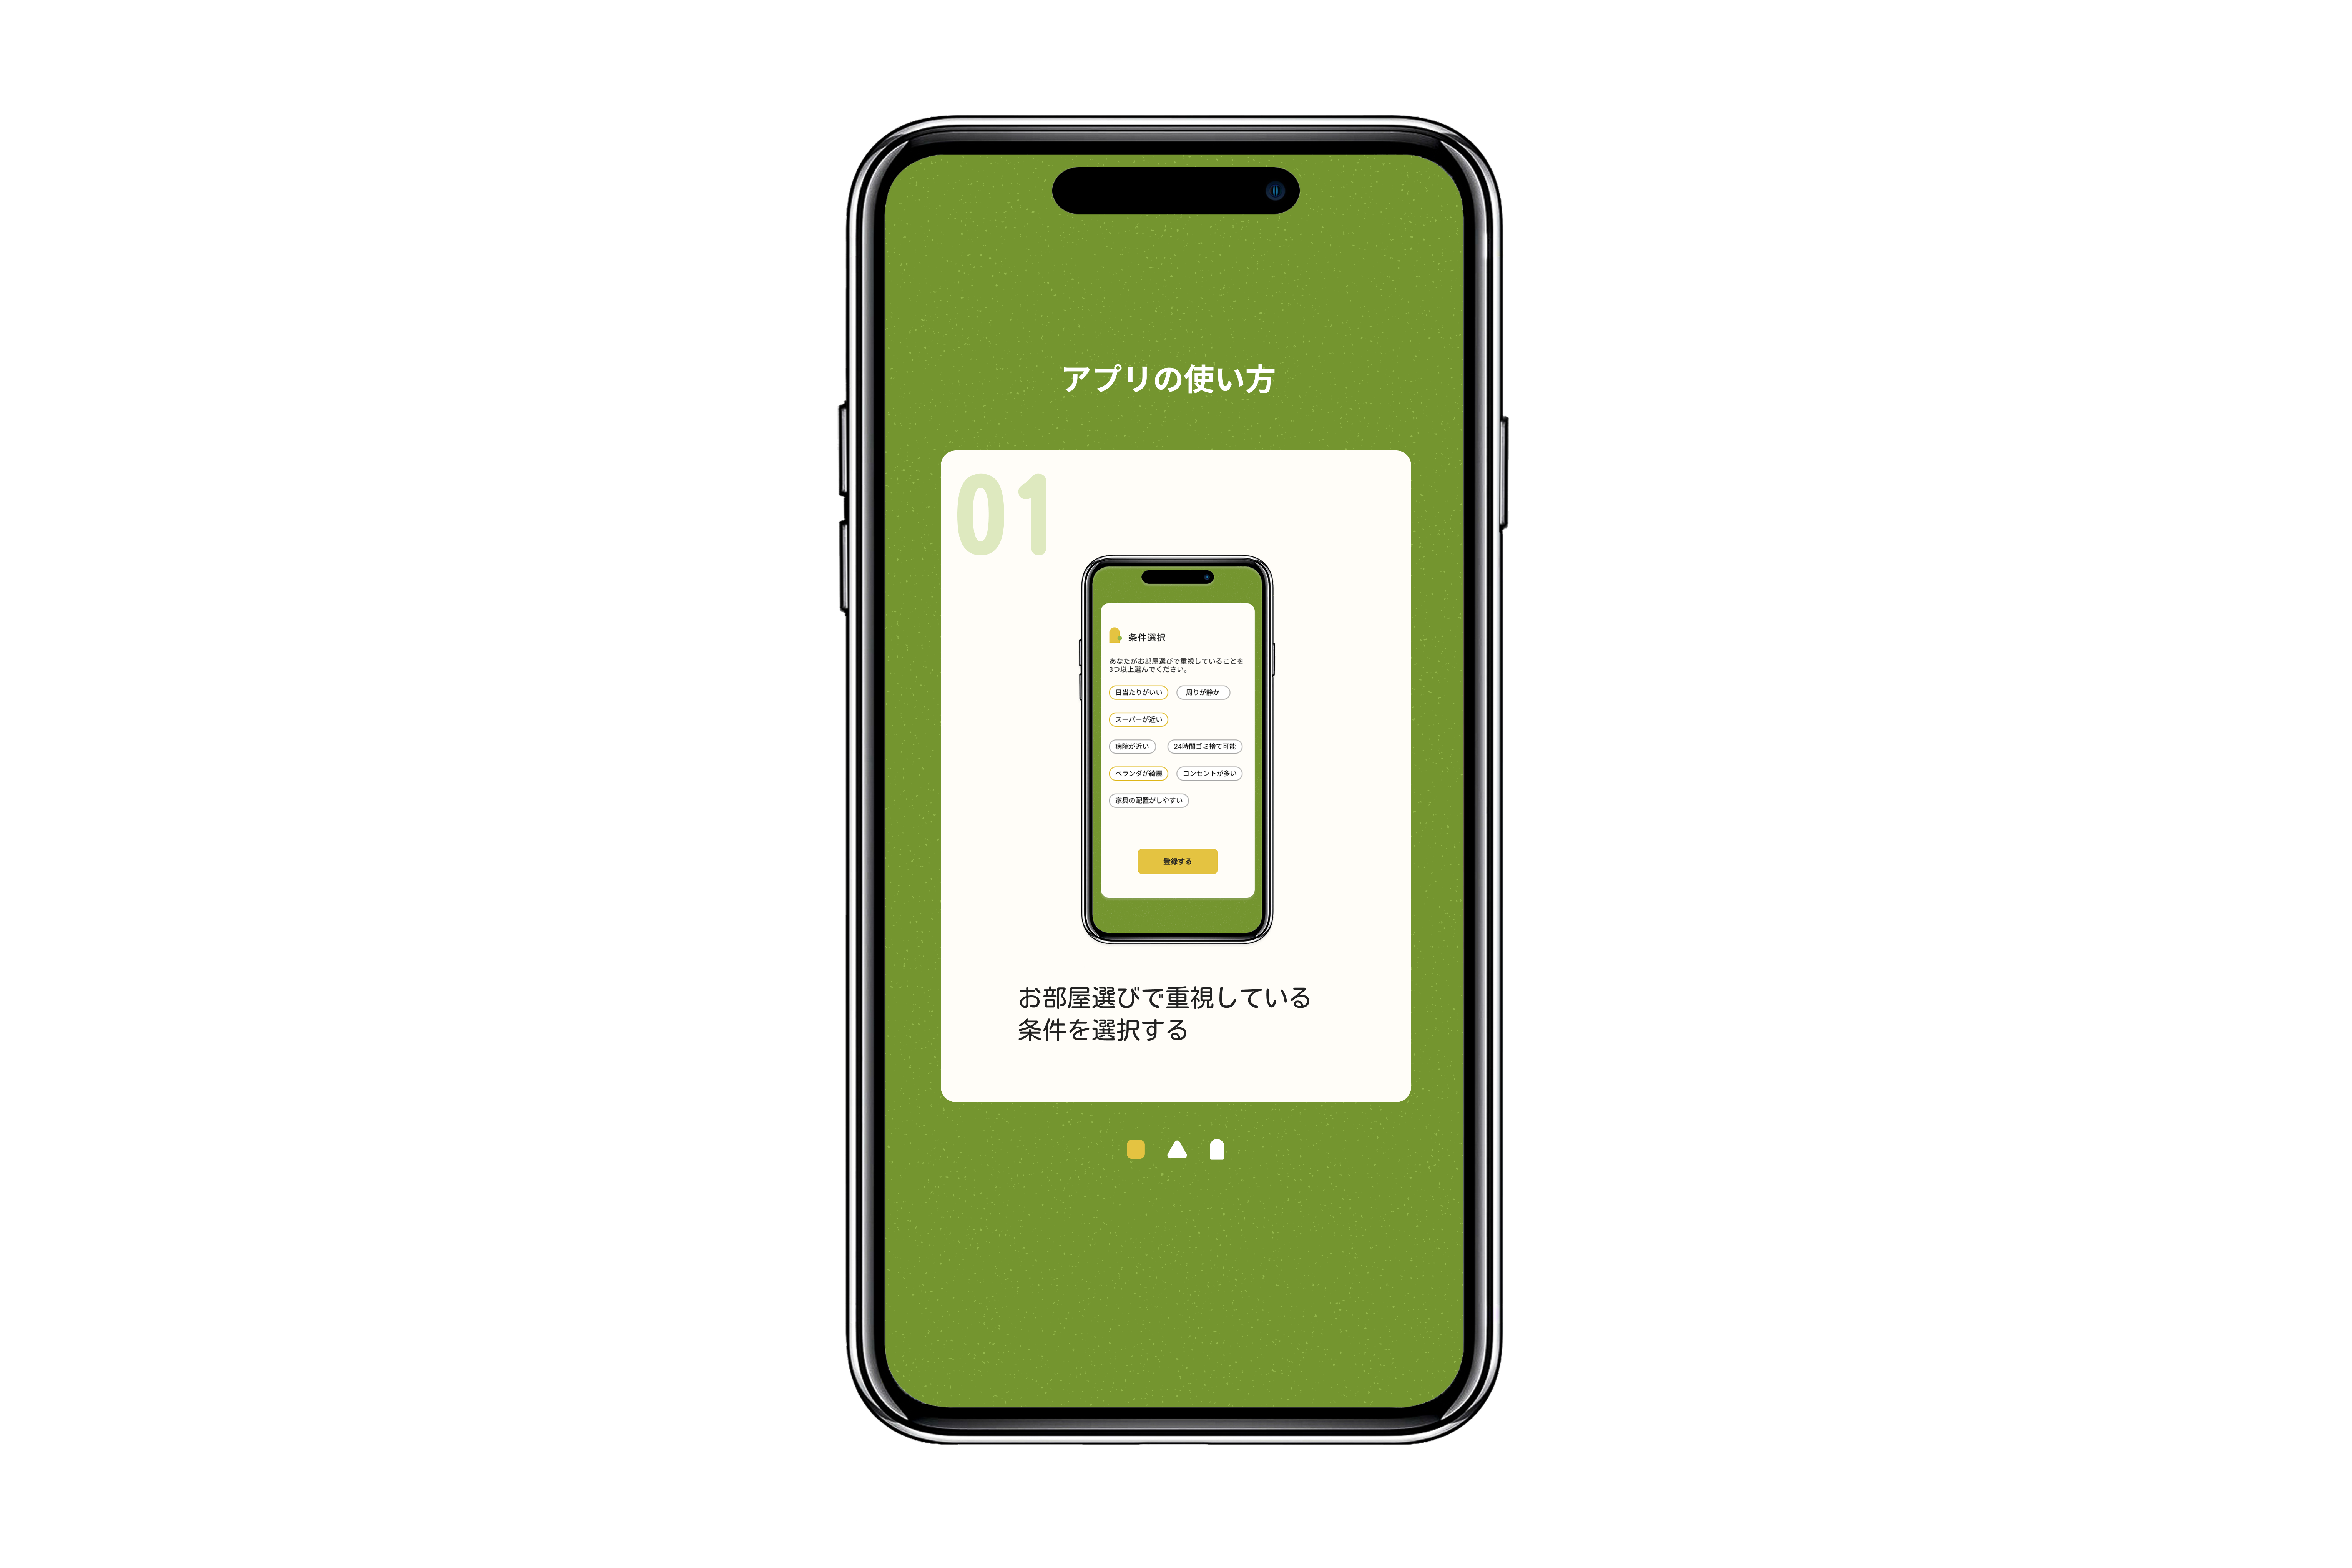 アプリの使い方
01
条件選択
あなたがお部屋選びで重視していることを
3つ以上選んでください。
日当たりがいい 周りが静か
スーパーが近い
病院が近い 24時間ゴミ捨て可能
ベランダが綺麗 コンセントが多い
家具の配置がしやすい
登録する
お部屋選びで重視している
条件を選択する